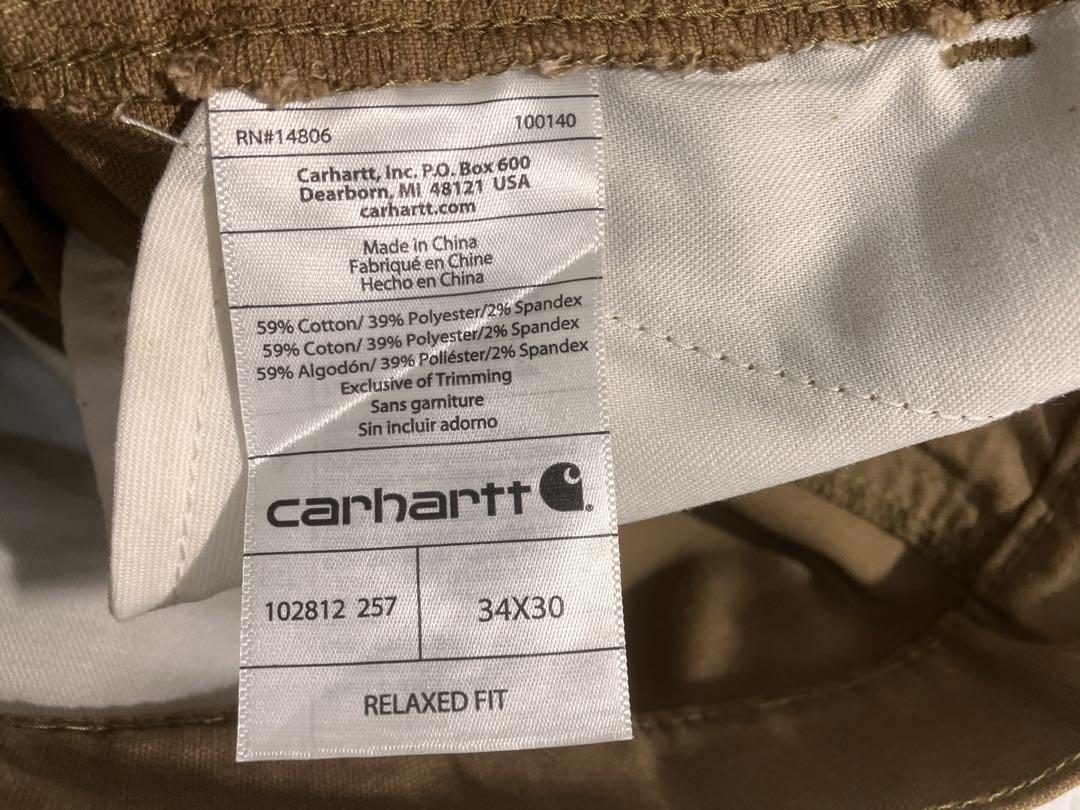 RN#14806 100140
Carhartt, Inc. P.O. Box 600
Dearborn, MI 48121 USA
carhartt.com
Made in China
Fabriqué en Chine
Hecho en China
59% Cotton/ 39% Polyester/2% Spandex
59% Coton/ 39% Polyester/2% Spandex
59% Algodón/ 39% Poliéster/2% Spandex
Exclusive of Trimming
Sans garniture
Sin incluir adorno
carhartt
102812 257 34X30
RELAXED FIT